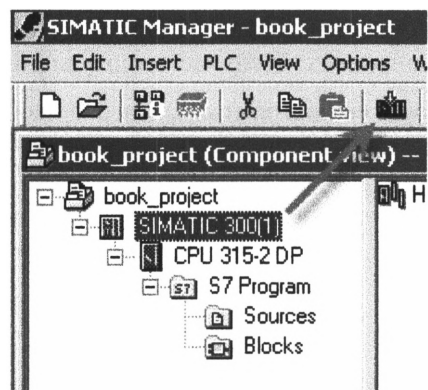 SIMATIC Manager - book_project
File Edit Insert PLC View Options
book_project (Component View) --
book_project
H
SIMATIC 300(1)
CPU 315-2 DP
S7 Program
Sources
Blocks